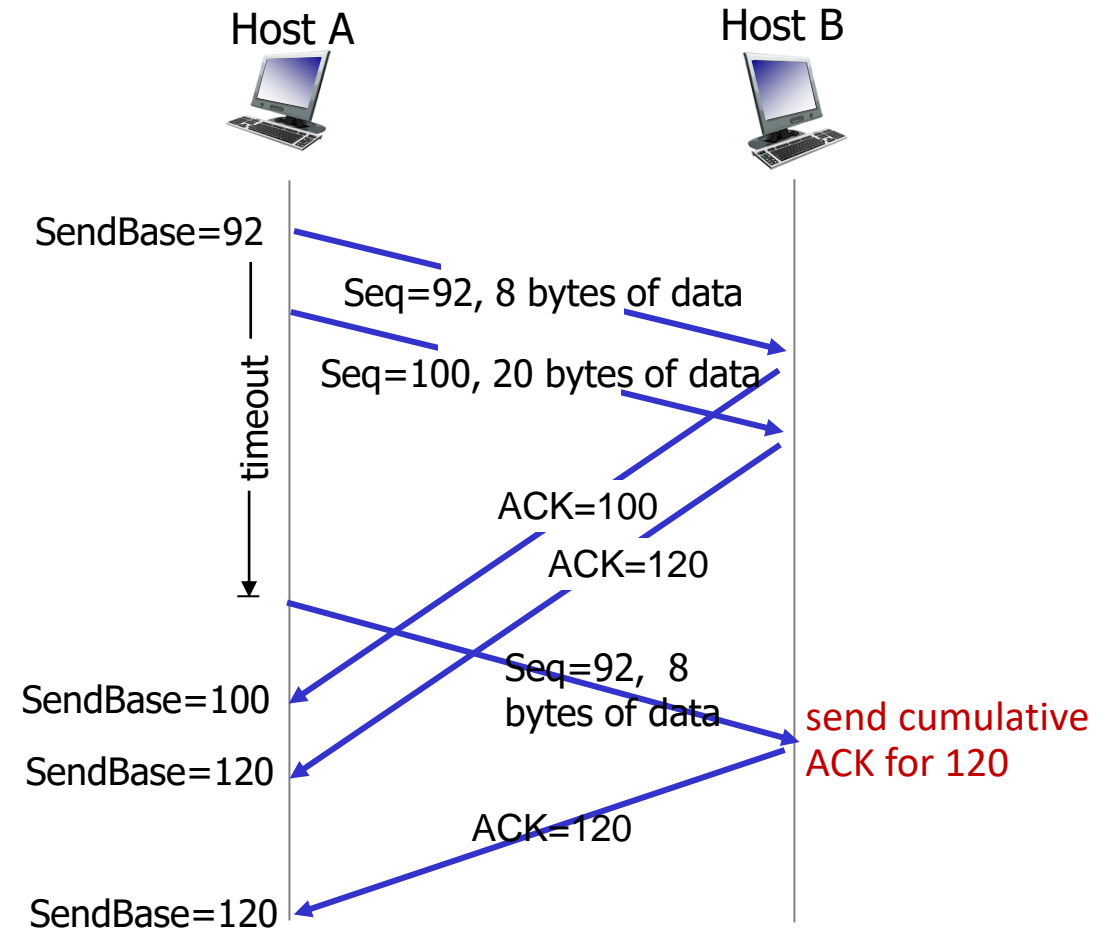 Host A
Host B
SendBase=92
Seq=92, 8 bytes of data
Seq=100, 20 bytes of data
timeout
ACK=100
ACK=120
Seq=92, 8
bytes of data
SendBase=100
send cumulative
ACK for 120
SendBase=120
ACK=120
SendBase=120